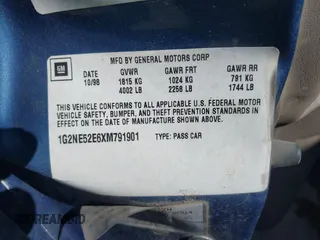 GM
MFD BY GENERAL MOTORS CORP
DATE GVWR GAWR FRT GAWR RR
10/98 1815 KG 1024 KG 791 KG
4002 LB 2258 LB 1744 LB
THIS VEHICLE CONFORMS TO ALL APPLICABLE U.S. FEDERAL MOTOR
VEHICLE SAFETY, BUMPER, AND THEFT PREVENTION STANDARDS IN
EFFECT ON THE DATE OF MANUFACTURE SHOWN ABOVE.
1G2NE52E6XM791901 TYPE: PASS CAR